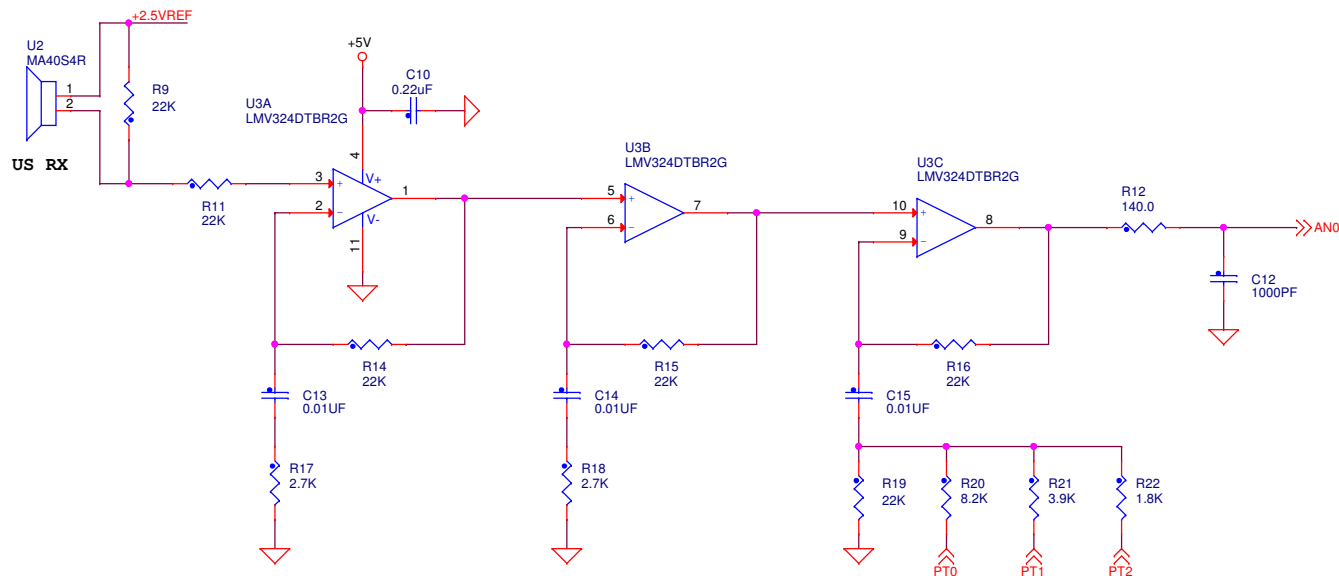 +2.5VREF
U2
MA40S4R
1
2
US RX
R9
22K
R11
22K
+5V
C10
0.22uF
U3A
LMV324DTBR2G
3
+
2
-
4
V+
V-
11
1
R14
22K
C13
0.01UF
R17
2.7K
U3B
LMV324DTBR2G
5
+
6
-
7
R15
22K
C14
0.01UF
R18
2.7K
U3C
LMV324DTBR2G
10
+
9
-
8
R16
22K
C15
0.01UF
R12
140.0
AN0
C12
1000PF
R19
22K
R20
8.2K
R21
3.9K
R22
1.8K
PT0
PT1
PT2